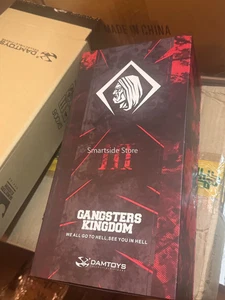 MADE IN CHINA
DAMTOYS
Smartside Store
III
GANGSTERS
KINGDOM
WE ALL GO TO HELL, SEE YOU IN HELL
DAMTOYS